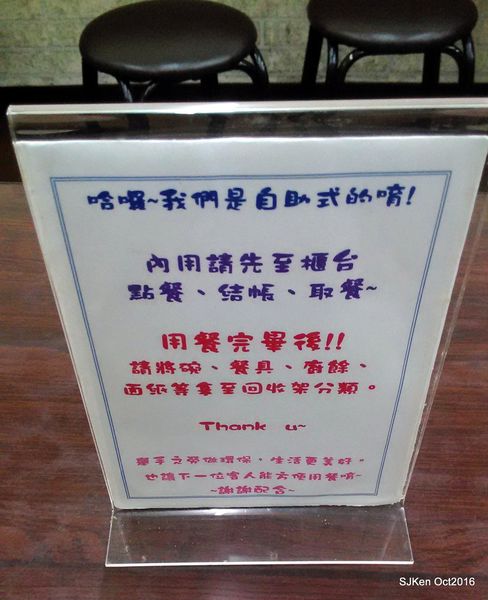 哈囉~我們是自助式的唷!
內用請先至櫃台
點餐、結帳、取餐~
用餐完畢後!!
請將碗、餐具、廚餘、
面紙等拿至回收架分類。
Thank u~
舉手之勞做環保,生活更美好。
也讓下一位客人能方便用餐唷~
~謝謝配合~
SJKen Oct2016